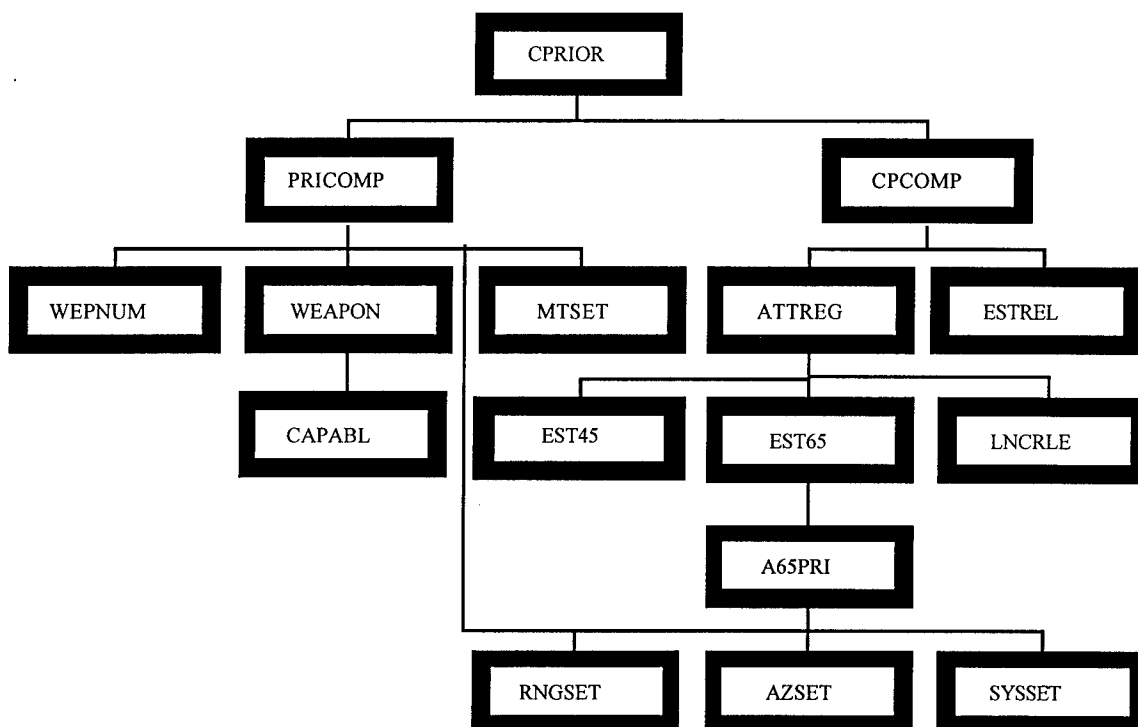 CPRIOR
PRICOMP
CPCOMP
WEPNUM
WEAPON
MTSET
ATTREG
ESTREL
CAPABL
EST45
EST65
LNCRLE
A65PRI
RNGSET
AZSET
SYSSET